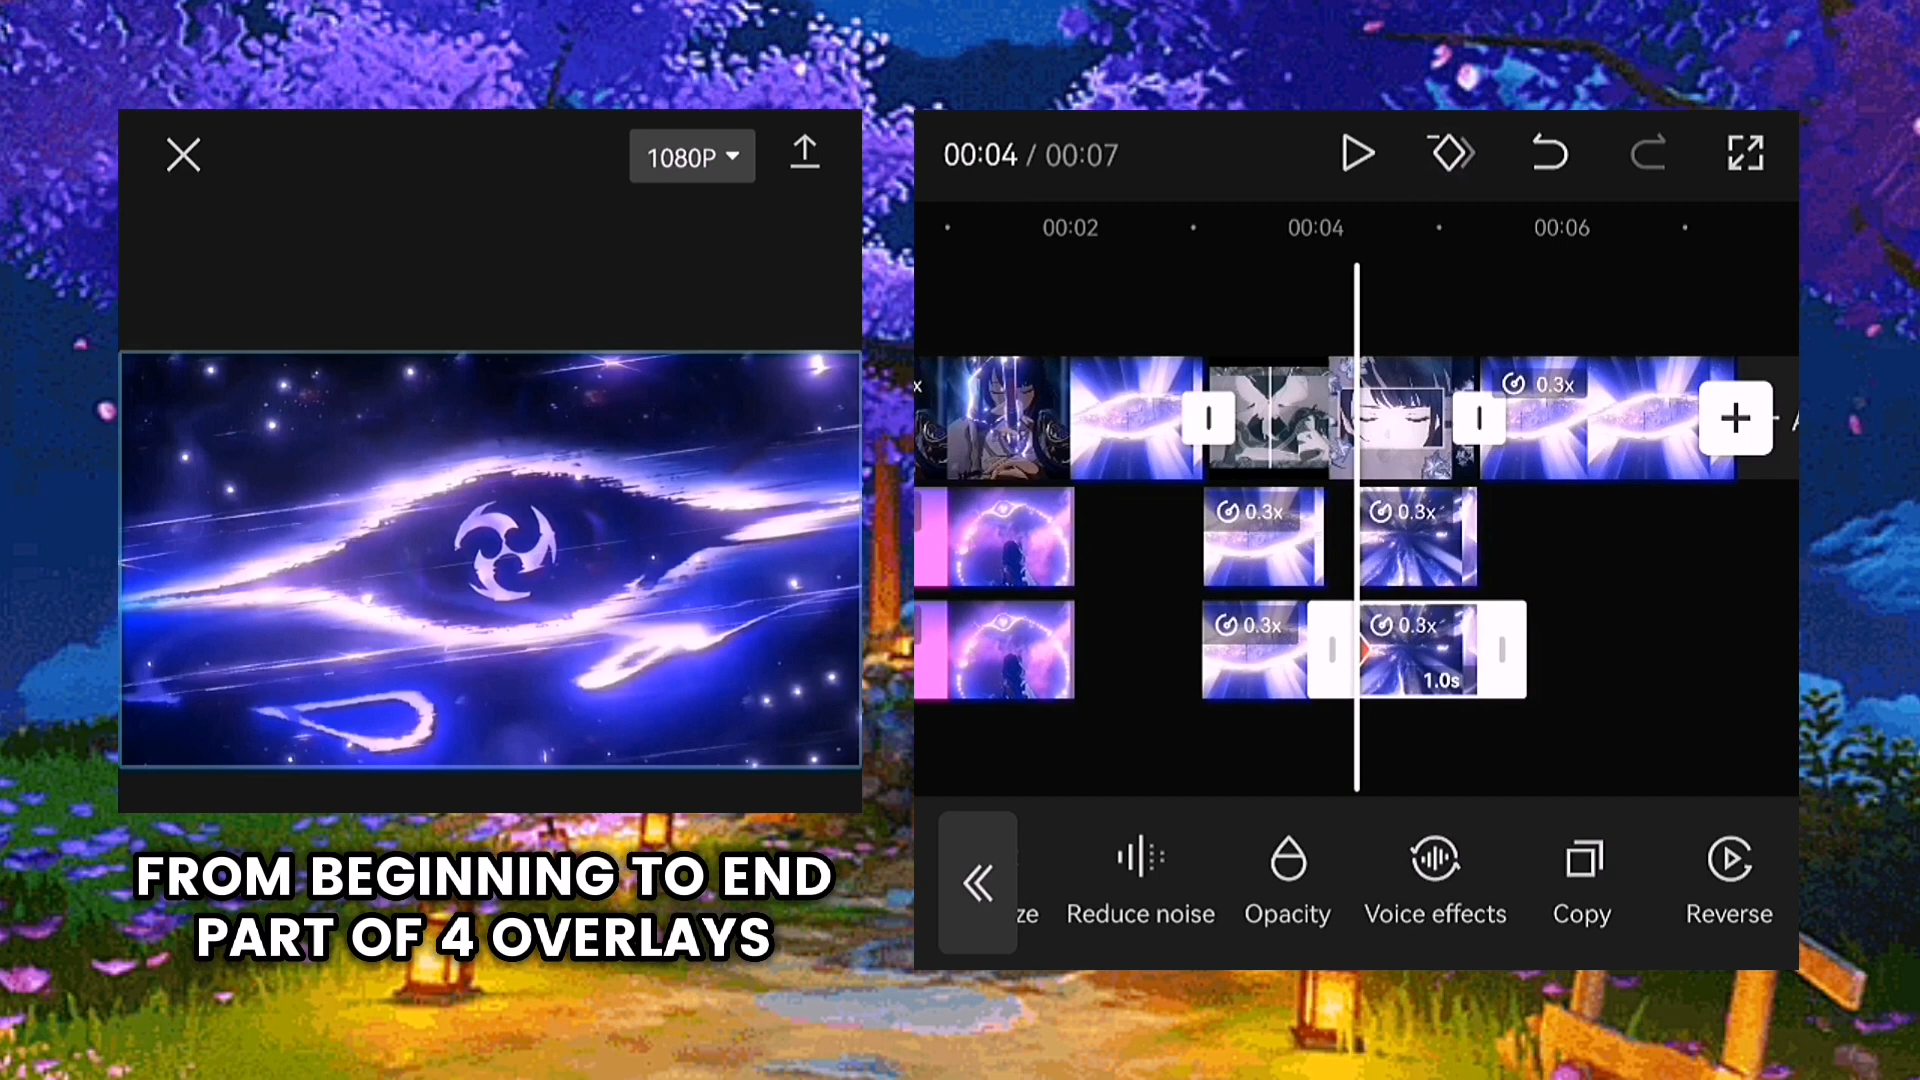 1080P
00:04 / 00:07
00:02
00:04
00:06
x
0.3x
0.3x
0.3x
0.3x
0.3x
1.0s
ze
Reduce noise
Opacity
Voice effects
Copy
Reverse
FROM BEGINNING TO END
PART OF 4 OVERLAYS